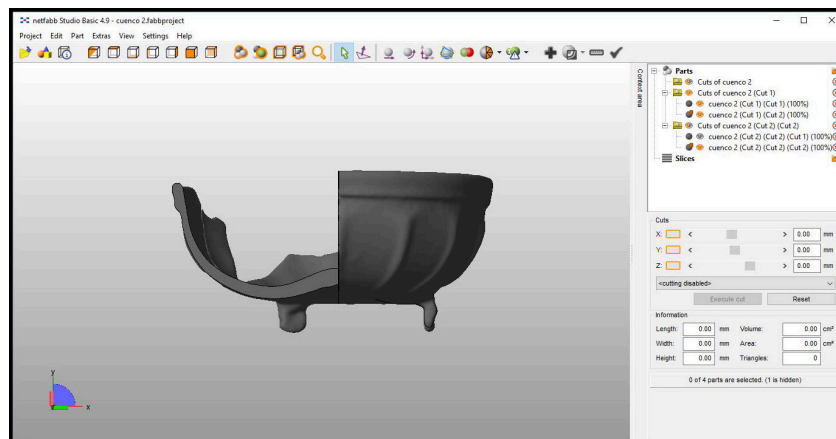 netfabb Studio Basic 4.9 - cuenco 2.fabbproject
Project Edit Part Extras View Settings Help
Context area
Parts
Cuts of cuenco 2
Cuts of cuenco 2 (Cut 1)
cuenco 2 (Cut 1) (Cut 1) (100%)
cuenco 2 (Cut 1) (Cut 2) (100%)
Cuts of cuenco 2 (Cut 2) (Cut 2)
cuenco 2 (Cut 2) (Cut 2) (Cut 1) (100%)
cuenco 2 (Cut 2) (Cut 2) (Cut 2) (100%)
Slices
Cuts
X: < > 0.00 mm
Y: < > 0.00 mm
Z: < > 0.00 mm
<cutting disabled>
Execute cut Reset
Information
Length: 0.00 mm Volume: 0.00 cm³
Width: 0.00 mm Area: 0.00 cm²
Height: 0.00 mm Triangles: 0
0 of 4 parts are selected. (1 is hidden)
y
x